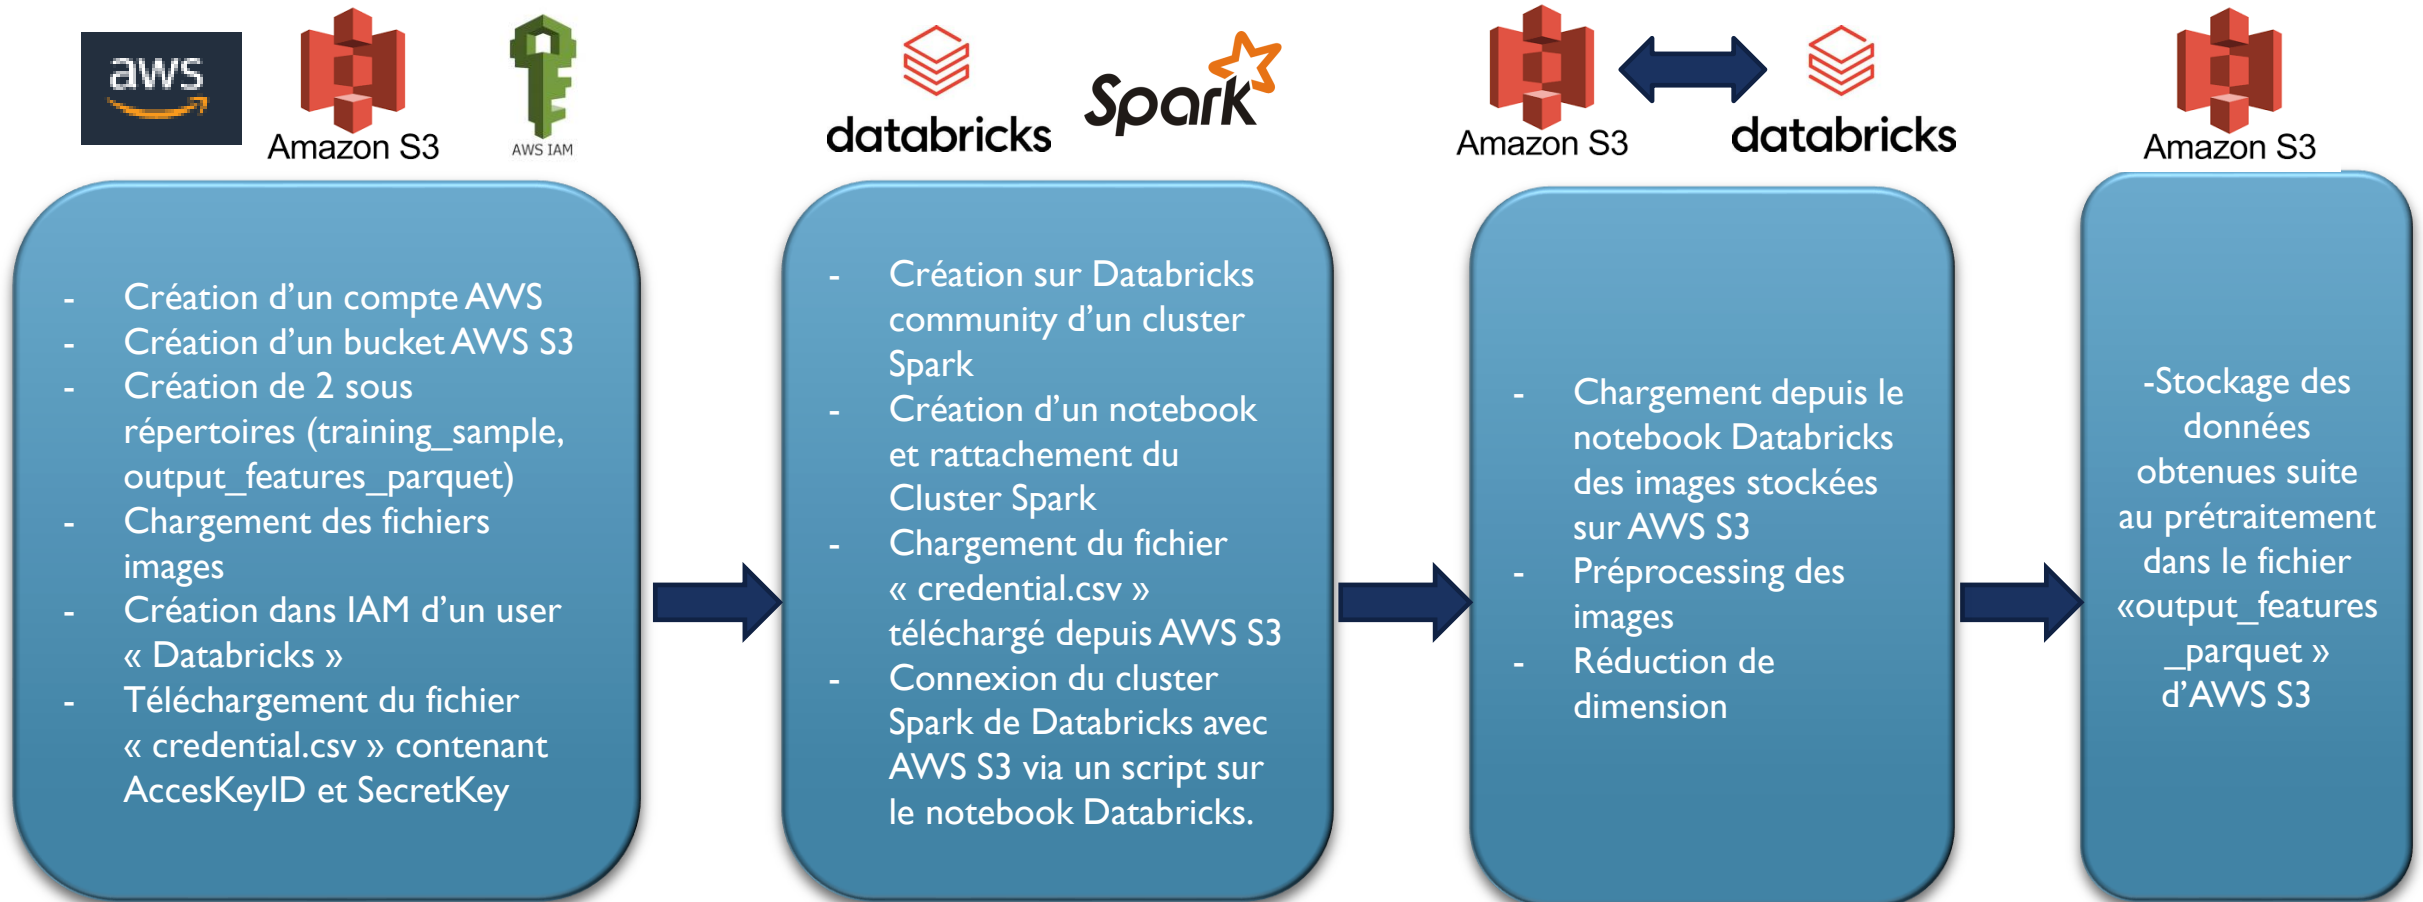 aws
Amazon S3
AWS IAM
databricks
Spark
Amazon S3
databricks
Amazon S3
- Création d’un compte AWS
- Création d’un bucket AWS S3
- Création de 2 sous
répertoires (training_sample,
output_features_parquet)
- Chargement des fichiers
images
- Création dans IAM d’un user
« Databricks »
- Téléchargement du fichier
« credential.csv » contenant
AccesKeyID et SecretKey
- Création sur Databricks
community d’un cluster
Spark
- Création d’un notebook
et rattachement du
Cluster Spark
- Chargement du fichier
« credential.csv »
téléchargé depuis AWS S3
- Connexion du cluster
Spark de Databricks avec
AWS S3 via un script sur
le notebook Databricks.
- Chargement depuis le
notebook Databricks
des images stockées
sur AWS S3
- Préprocessing des
images
- Réduction de
dimension
-Stockage des
données
obtenues suite
au prétraitement
dans le fichier
«output_features
_parquet »
d’AWS S3